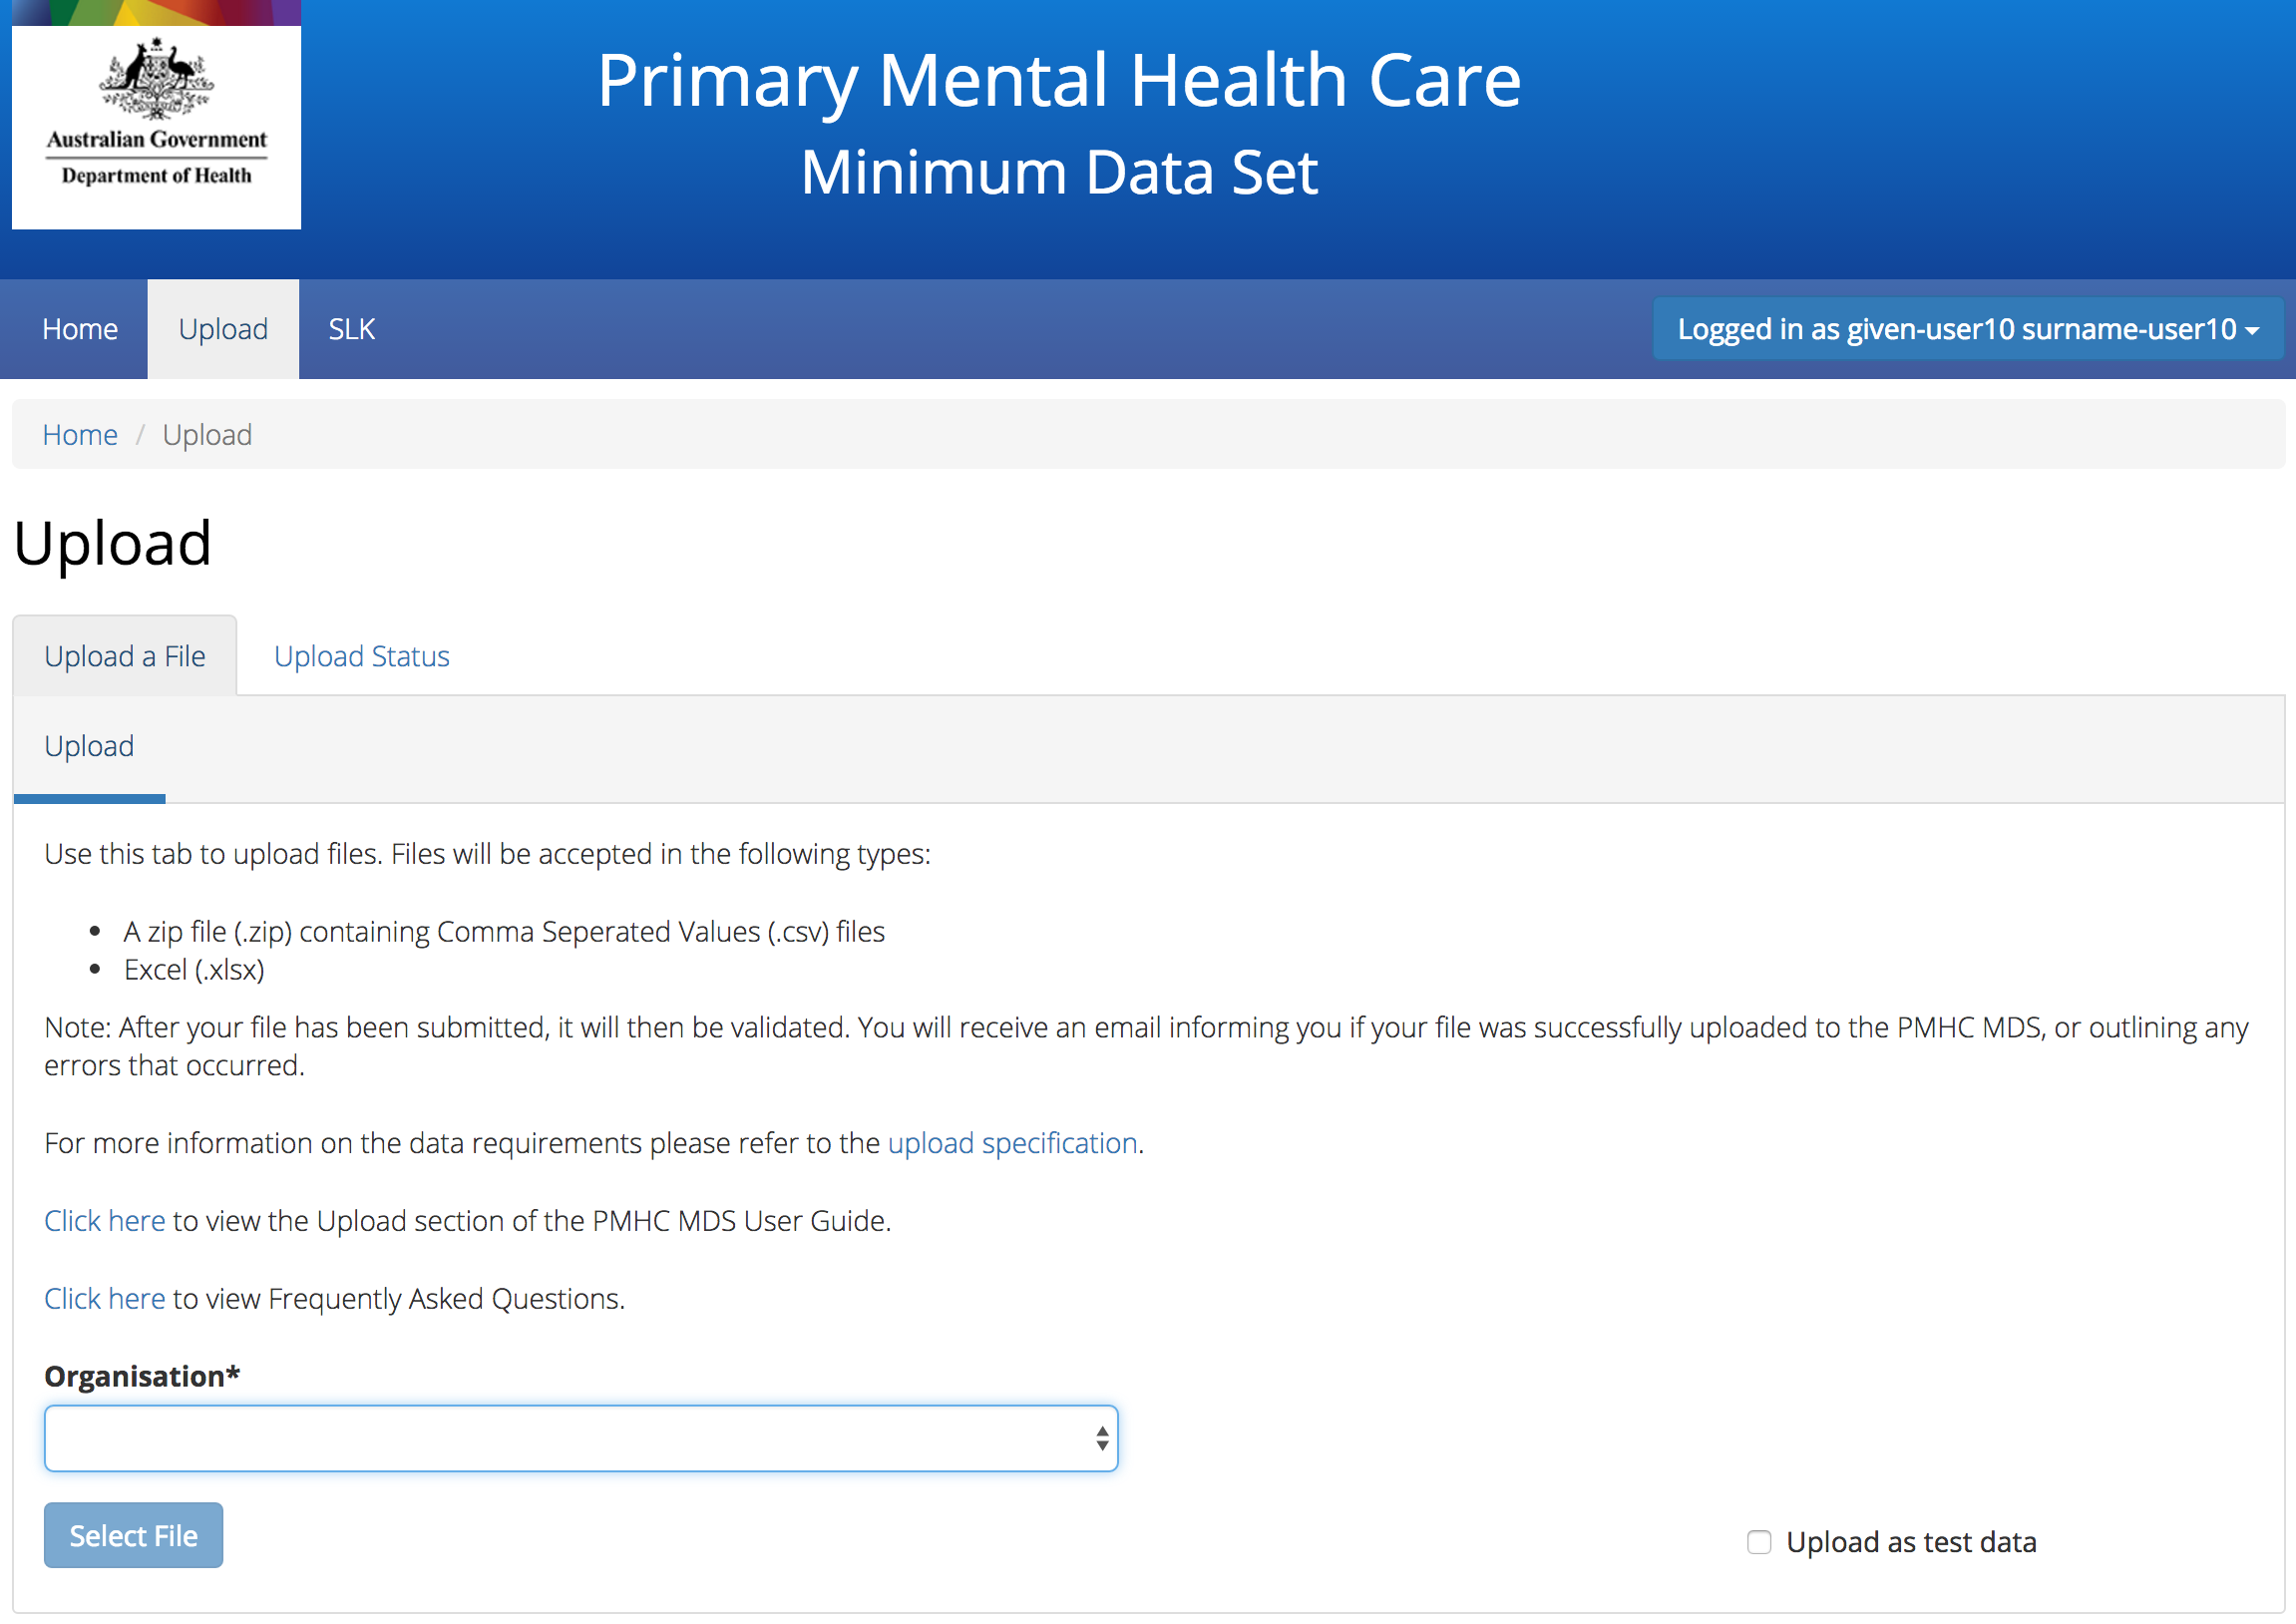 Australian Government
Department of Health
Primary Mental Health Care
Minimum Data Set
Home Upload SLK Logged in as given-user10 surname-user10
Home / Upload
Upload
Upload a File Upload Status
Upload
Use this tab to upload files. Files will be accepted in the following types:
• A zip file (.zip) containing Comma Seperated Values (.csv) files
• Excel (.xlsx)
Note: After your file has been submitted, it will then be validated. You will receive an email informing you if your file was successfully uploaded to the PMHC MDS, or outlining any
errors that occurred.
For more information on the data requirements please refer to the upload specification.
Click here to view the Upload section of the PMHC MDS User Guide.
Click here to view Frequently Asked Questions.
Organisation*
Select File Upload as test data